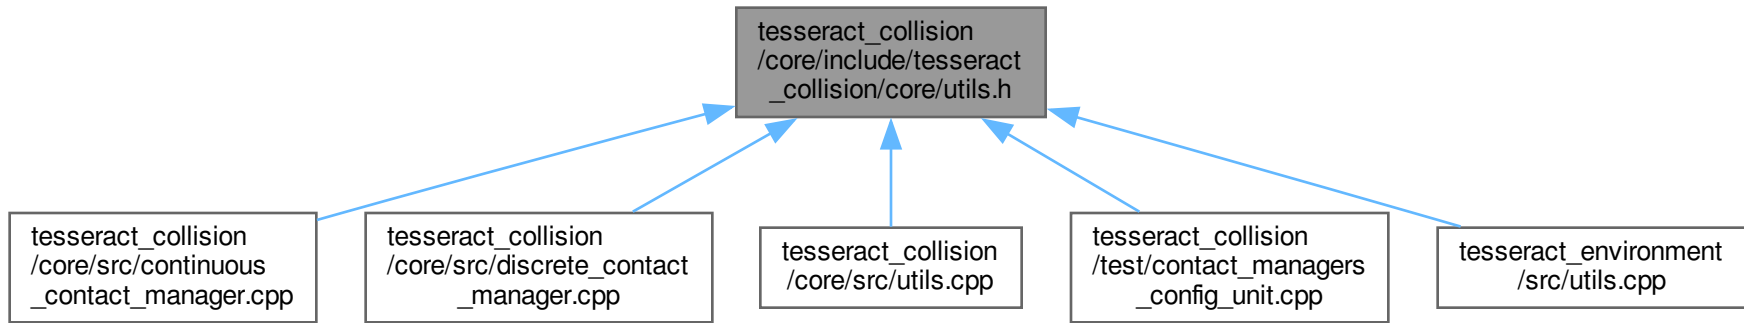 tesseract_collision
/core/include/tesseract
_collision/core/utils.h
tesseract_collision
/core/src/continuous
_contact_manager.cpp
tesseract_collision
/core/src/discrete_contact
_manager.cpp
tesseract_collision
/core/src/utils.cpp
tesseract_collision
/test/contact_managers
_config_unit.cpp
tesseract_environment
/src/utils.cpp